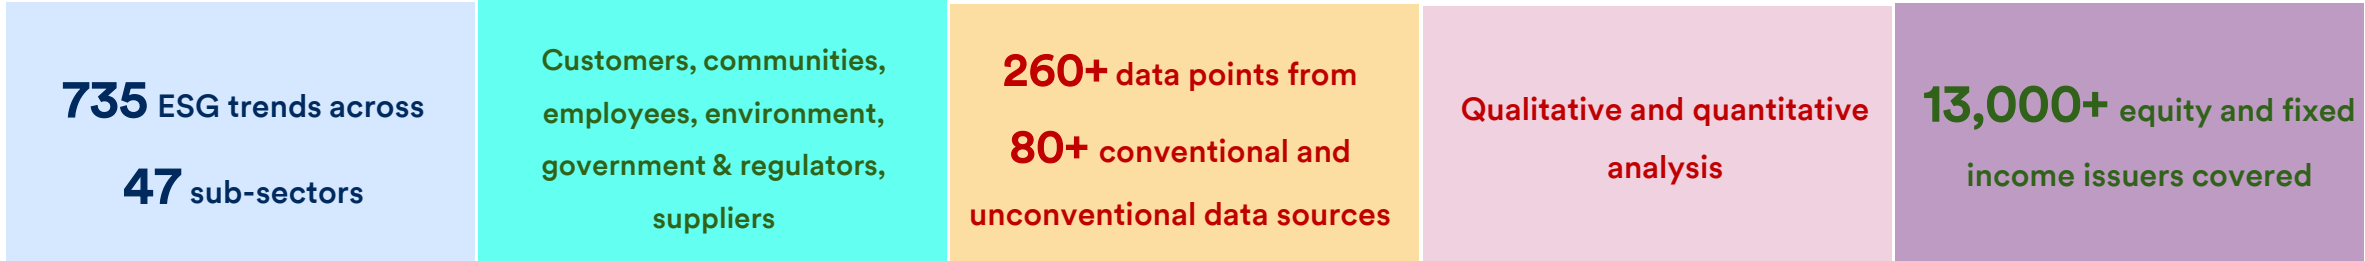 735 ESG trends across
47 sub-sectors
Customers, communities,
employees, environment,
government & regulators,
suppliers
260+ data points from
80+ conventional and
unconventional data sources
Qualitative and quantitative
analysis
13,000+ equity and fixed
income issuers covered